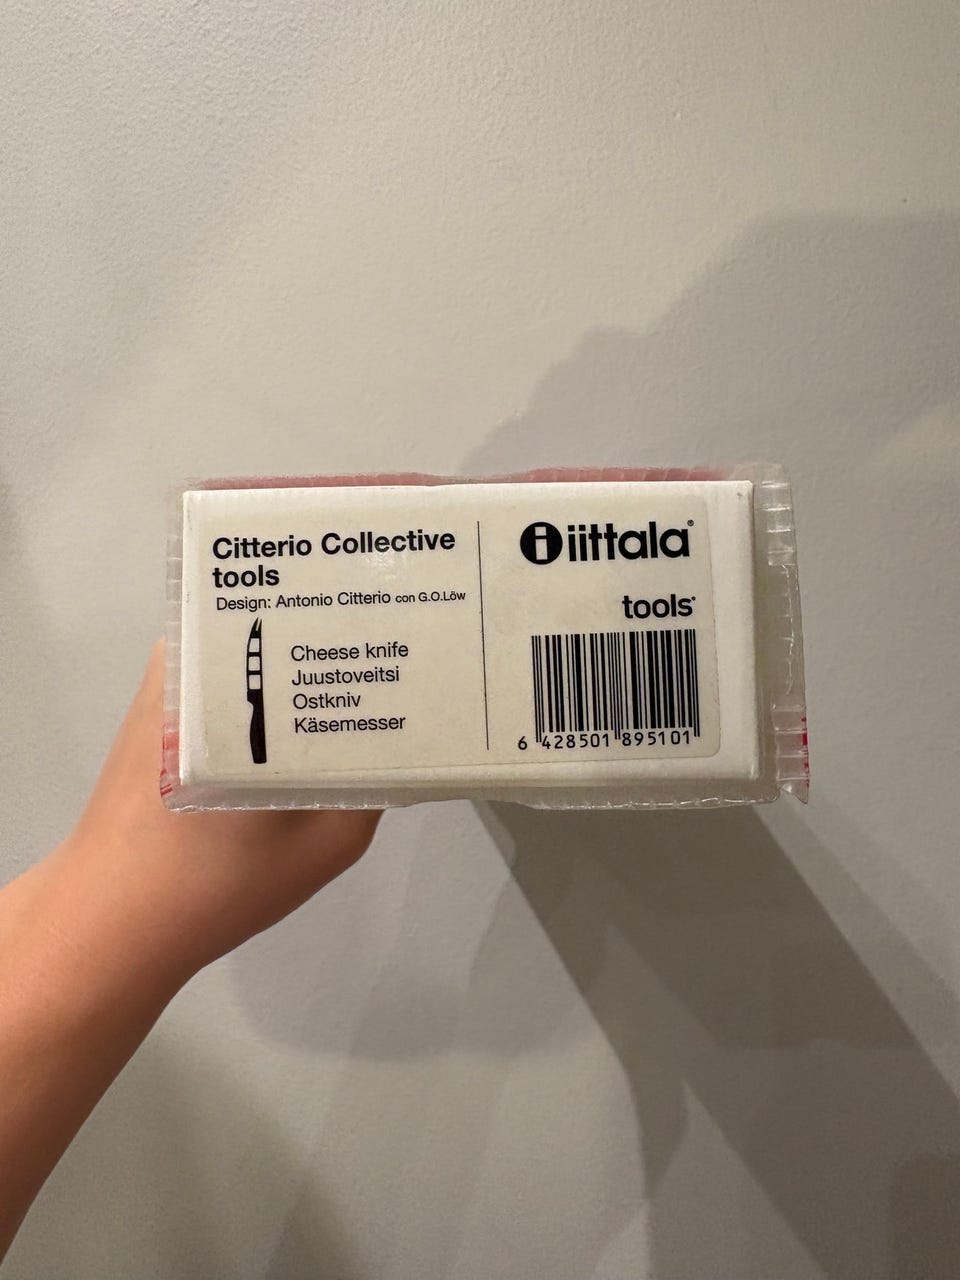 Citterio Collective
tools
Design: Antonio Citterio con G.O.Löw
Cheese knife
Juustoveitsi
Ostkniv
Käsemesser
i iittala®
tools®
6 428501 895101